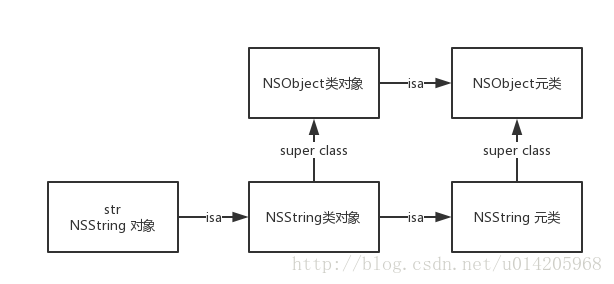 NSObject类对象
isa
NSObject元类
super class
super class
str
NSString 对象
isa
NSString类对象
isa
NSString 元类
http://blog.csdn.net/u014205968